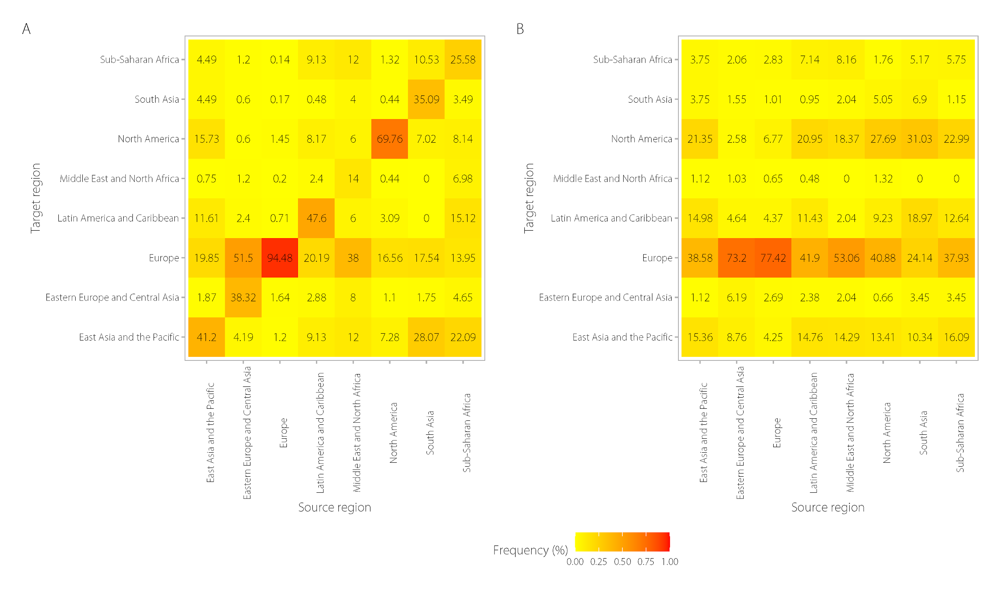 A
Target region
Sub-Saharan Africa 4.49 1.2 0.14 9.13 12 1.32 10.53 25.58
South Asia 4.49 0.6 0.17 0.48 4 0.44 35.09 3.49
North America 15.73 0.6 1.45 8.17 6 69.76 7.02 8.14
Middle East and North Africa 0.75 1.2 0.2 2.4 14 0.44 0 6.98
Latin America and Caribbean 11.61 2.4 0.71 47.6 6 3.09 0 15.12
Europe 19.85 51.5 94.48 20.19 38 16.56 17.54 13.95
Eastern Europe and Central Asia 1.87 38.32 1.64 2.88 8 1.1 1.75 4.65
East Asia and the Pacific 41.2 4.19 1.2 9.13 12 7.28 28.07 22.09
East Asia and the Pacific
Eastern Europe and Central Asia
Europe
Latin America and Caribbean
Middle East and North Africa
North America
South Asia
Sub-Saharan Africa
Source region
B
Target region
Sub-Saharan Africa 3.75 2.06 2.83 7.14 8.16 1.76 5.17 5.75
South Asia 3.75 1.55 1.01 0.95 2.04 5.05 6.9 1.15
North America 21.35 2.58 6.77 20.95 18.37 27.69 31.03 22.99
Middle East and North Africa 1.12 1.03 0.65 0.48 0 1.32 0 0
Latin America and Caribbean 14.98 4.64 4.37 11.43 2.04 9.23 18.97 12.64
Europe 38.58 73.2 77.42 41.9 53.06 40.88 24.14 37.93
Eastern Europe and Central Asia 1.12 6.19 2.69 2.38 2.04 0.66 3.45 3.45
East Asia and the Pacific 15.36 8.76 4.25 14.76 14.29 13.41 10.34 16.09
East Asia and the Pacific
Eastern Europe and Central Asia
Europe
Latin America and Caribbean
Middle East and North Africa
North America
South Asia
Sub-Saharan Africa
Source region
Frequency (%)
0.00 0.25 0.50 0.75 1.00